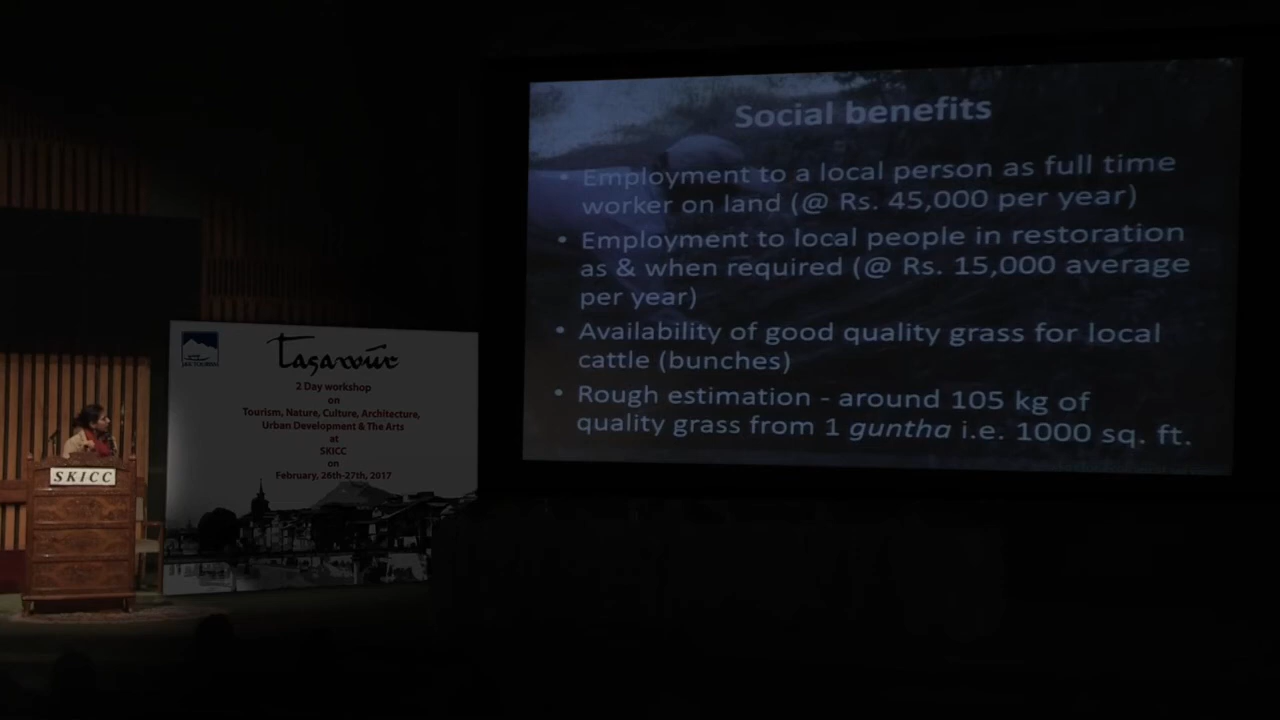 Social benefits
• Employment to a local person as full time
worker on land (@ Rs. 45,000 per year)
• Employment to local people in restoration
as & when required (@ Rs. 15,000 average
per year)
• Availability of good quality grass for local
cattle (bunches)
• Rough estimation - around 105 kg of
quality grass from 1 guntha i.e. 1000 sq. ft.
J&K TOURISM
Tasawur
2 Day workshop
on
Tourism, Nature, Culture, Architecture,
Urban Development & The Arts
at
SKICC
on
February, 26th-27th, 2017
SKICC